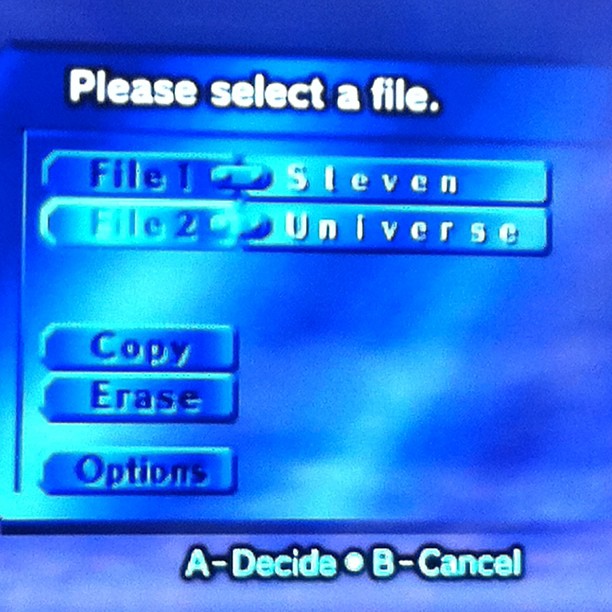 Please select a file.
File 1 Steven
File 2 Universe
Copy
Erase
Options
A-Decide • B-Cancel